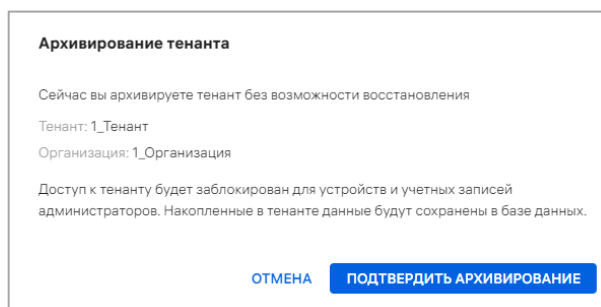 Архивирование тенанта
Сейчас вы архивируете тенант без возможности восстановления
Тенант: 1_Тенант
Организация: 1_Организация
Доступ к тенанту будет заблокирован для устройств и учетных записей
администраторов. Накопленные в тенанте данные будут сохранены в базе данных.
ОТМЕНА ПОДТВЕРДИТЬ АРХИВИРОВАНИЕ